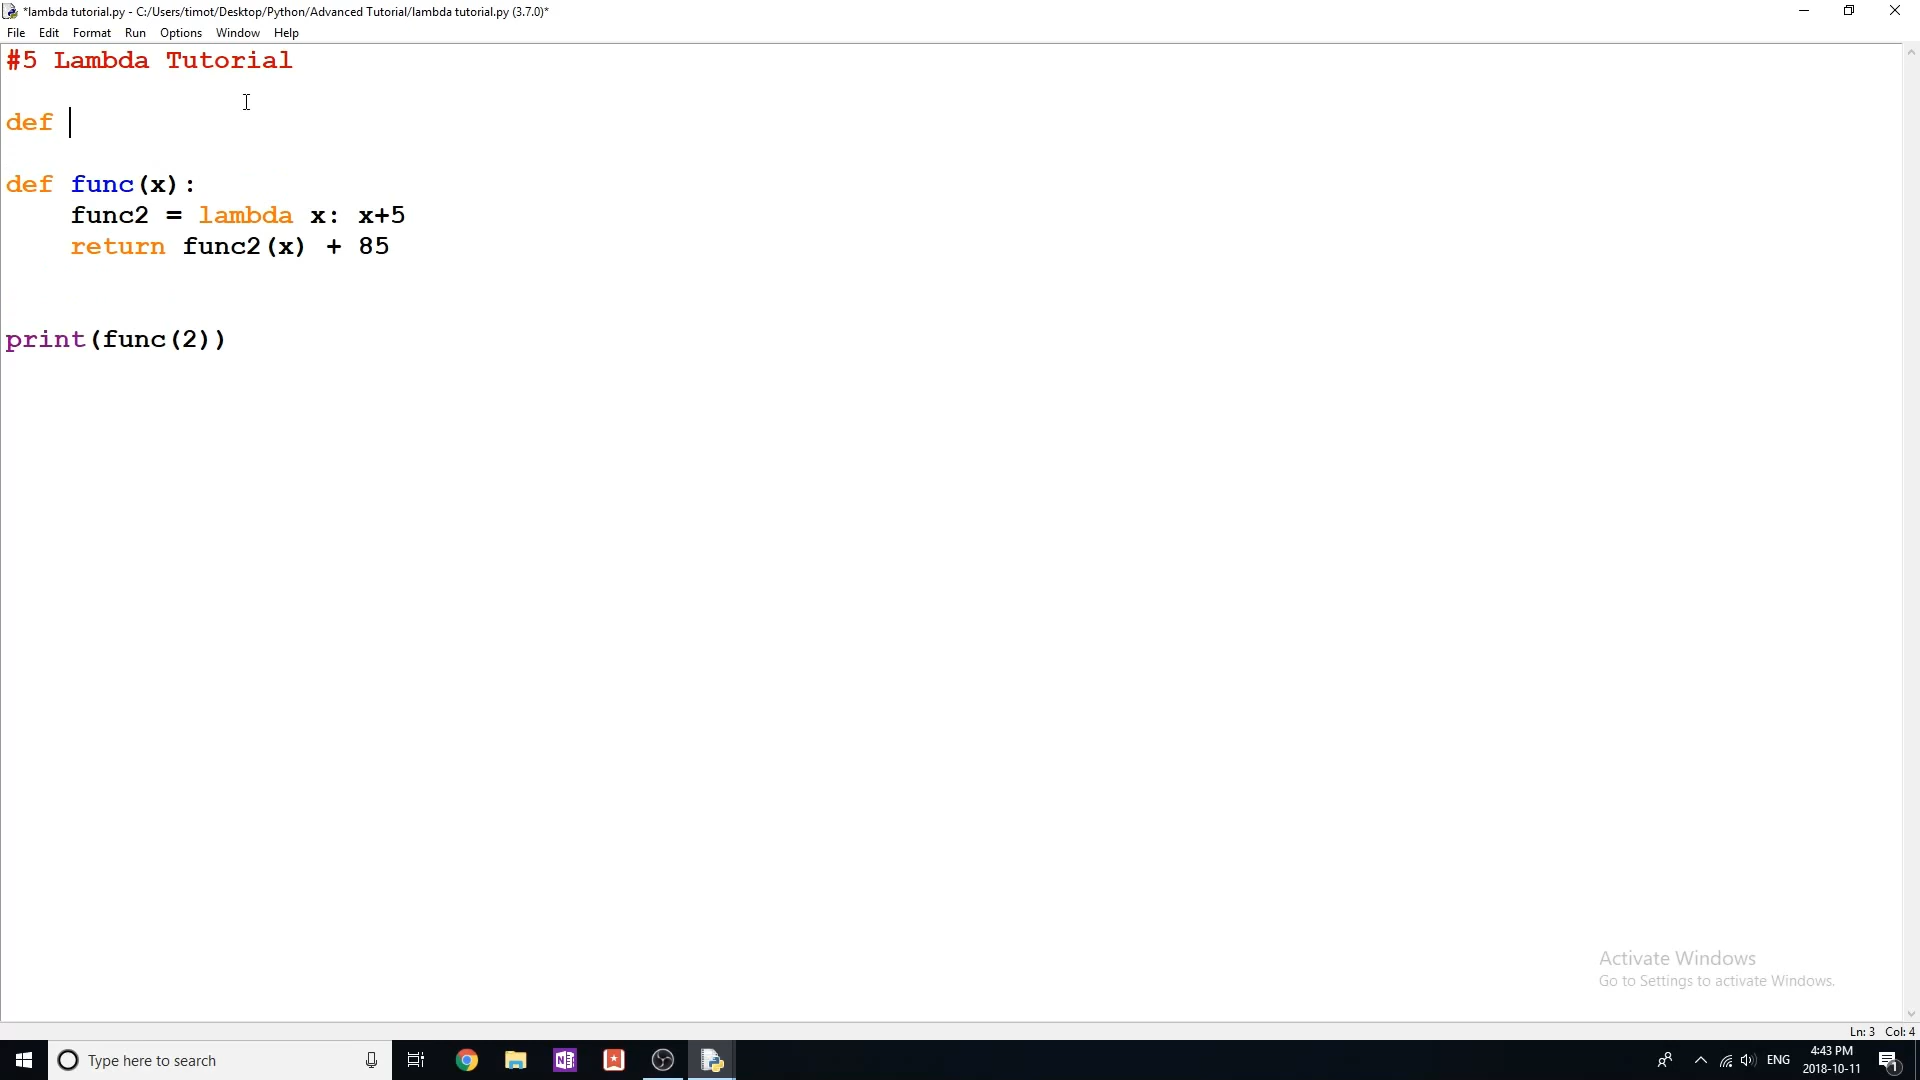 *lambda tutorial.py - C:/Users/timot/Desktop/Python/Advanced Tutorial/lambda tutorial.py (3.7.0)*
File Edit Format Run Options Window Help
#5 Lambda Tutorial
def
def func(x):
func2 = lambda x: x+5
return func2(x) + 85
print(func(2))
Activate Windows
Go to Settings to activate Windows.
Ln: 3 Col: 4
Type here to search
N
ENG
4:43 PM
2018-10-11
1